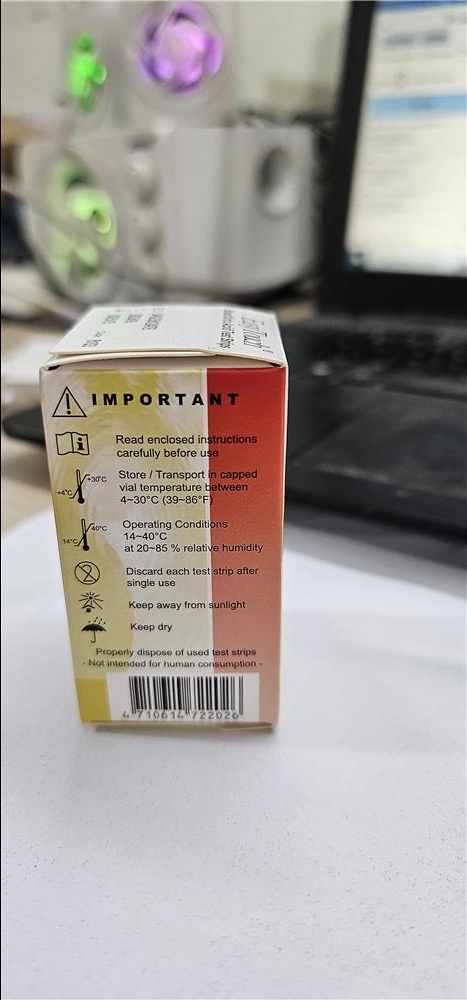 IMPORTANT
Read enclosed instructions
carefully before use
+30°C
+4°C
Store / Transport in capped
vial temperature between
4~30°C (39~86°F)
40°C
14°C
Operating Conditions
14~40°C
at 20~85 % relative humidity
Discard each test strip after
single use
Keep away from sunlight
Keep dry
Properly dispose of used test strips
- Not intended for human consumption -
4 710614 722026